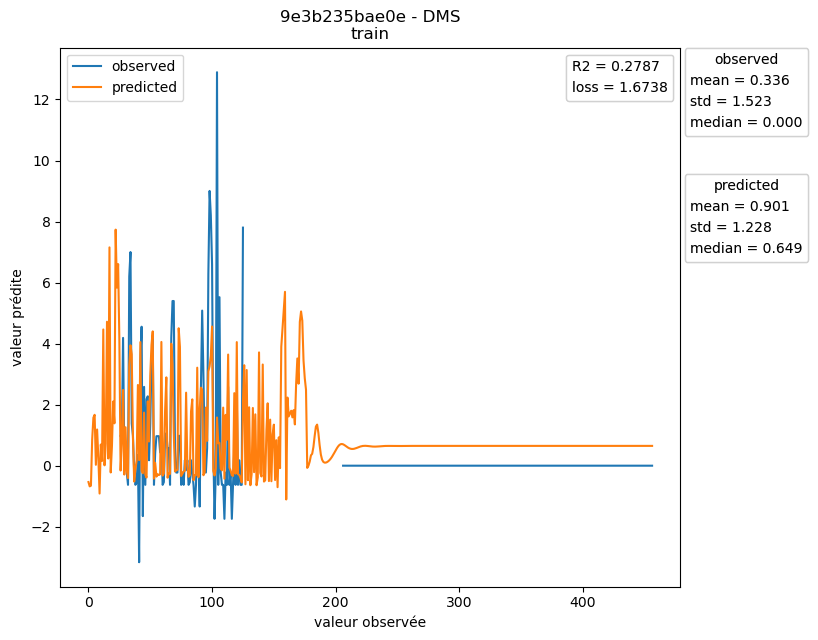 9e3b235bae0e - DMS
train
observed
predicted
R2 = 0.2787
loss = 1.6738
observed
mean = 0.336
std = 1.523
median = 0.000
predicted
mean = 0.901
std = 1.228
median = 0.649
valeur prédite
12
10
8
6
4
2
0
−2
0
100
200
300
400
valeur observée